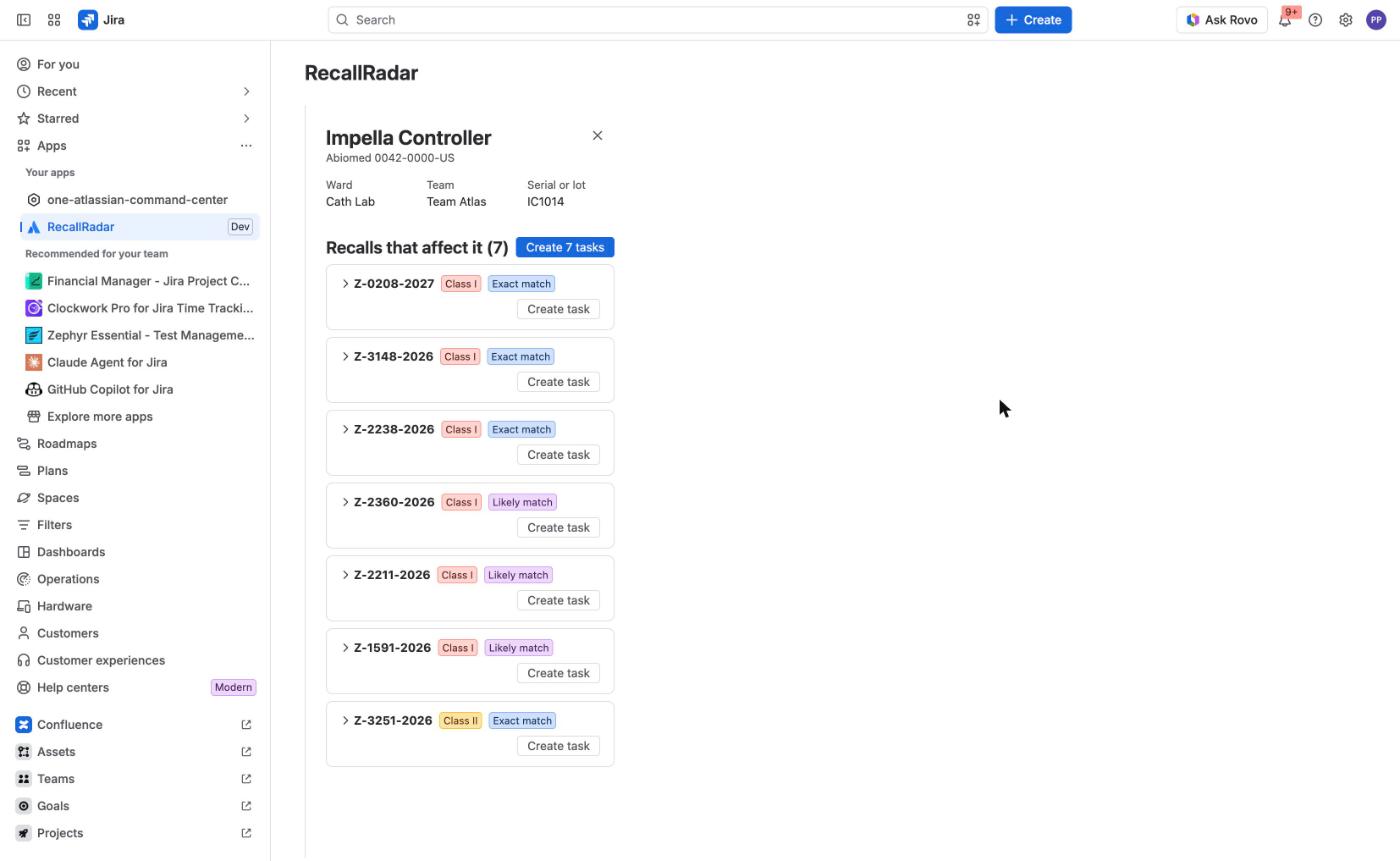 Jira
Search
Create
Ask Rovo
9+
PP
For you
Recent
Starred
Apps
Your apps
one-atlassian-command-center
RecallRadar
Dev
Recommended for your team
Financial Manager - Jira Project C...
Clockwork Pro for Jira Time Tracki...
Zephyr Essential - Test Manageme...
Claude Agent for Jira
GitHub Copilot for Jira
Explore more apps
Roadmaps
Plans
Spaces
Filters
Dashboards
Operations
Hardware
Customers
Customer experiences
Help centers
Modern
Confluence
Assets
Teams
Goals
Projects
RecallRadar
Impella Controller
Abiomed 0042-0000-US
Ward Team Serial or lot
Cath Lab Team Atlas IC1014
Recalls that affect it (7) Create 7 tasks
Z-0208-2027 Class I Exact match
Create task
Z-3148-2026 Class I Exact match
Create task
Z-2238-2026 Class I Exact match
Create task
Z-2360-2026 Class I Likely match
Create task
Z-2211-2026 Class I Likely match
Create task
Z-1591-2026 Class I Likely match
Create task
Z-3251-2026 Class II Exact match
Create task